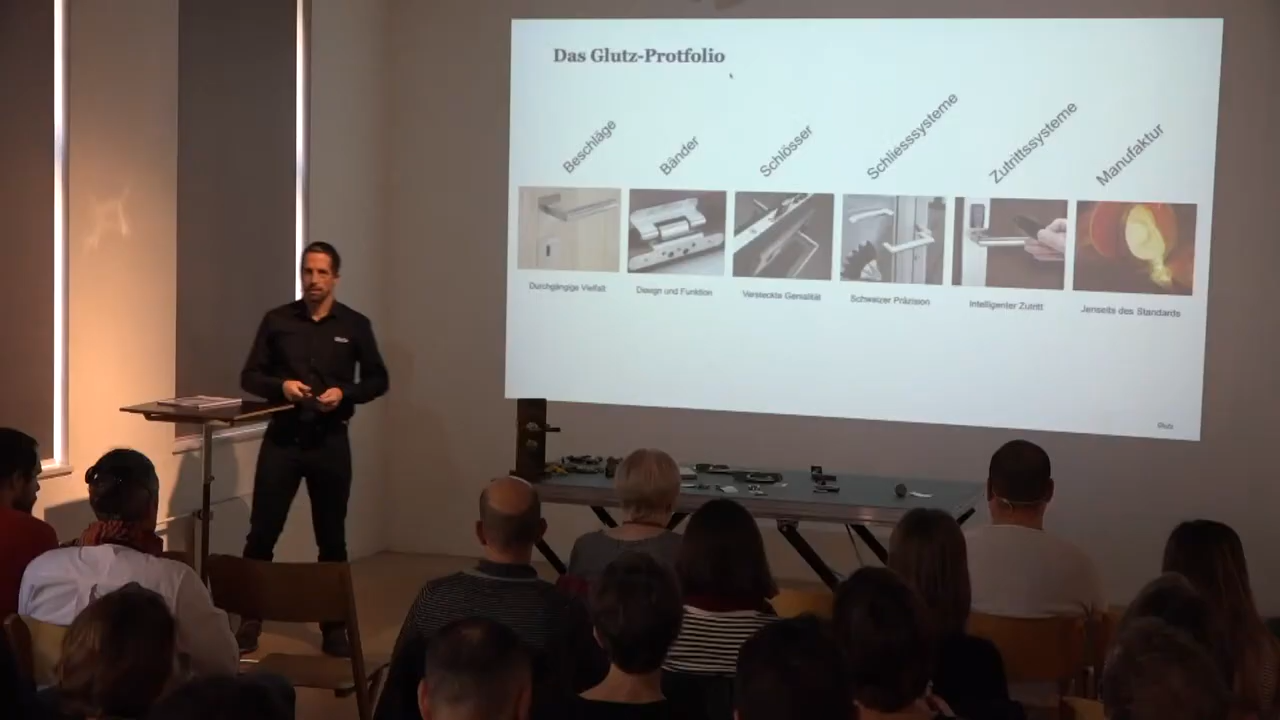 Das Glutz-Protfolio
Beschläge
Bänder
Schlösser
Schliesssysteme
Zutrittssysteme
Manufaktur
Durchgängige Vielfalt
Design und Funktion
Versteckte Genialität
Schweizer Präzision
Intelligenter Zutritt
Jenseits des Standards
Glutz